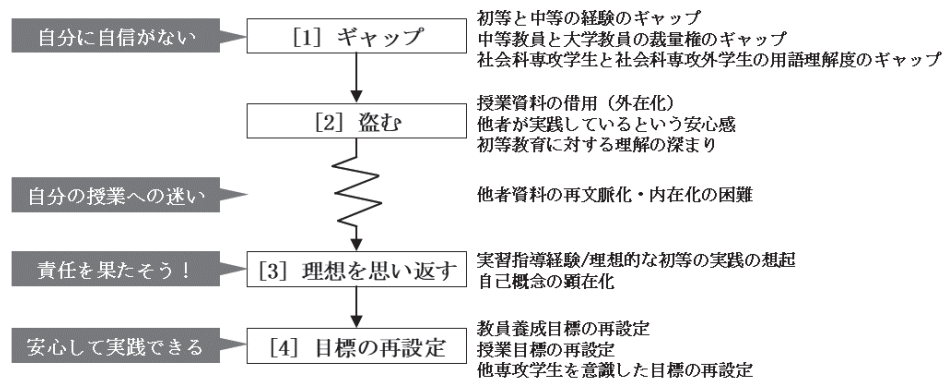 自分に自信がない
[1] ギャップ
初等と中等の経験のギャップ
中等教員と大学教員の裁量権のギャップ
社会科専攻学生と社会科専攻外学生の用語理解度のギャップ
[2] 盗む
授業資料の借用（外在化）
他者が実践しているという安心感
初等教育に対する理解の深まり
自分の授業への迷い
他者資料の再文脈化・内在化の困難
責任を果たそう！
[3] 理想を思い返す
実習指導経験/理想的な初等の実践の想起
自己概念の顕在化
安心して実践できる
[4] 目標の再設定
教員養成目標の再設定
授業目標の再設定
他専攻学生を意識した目標の再設定